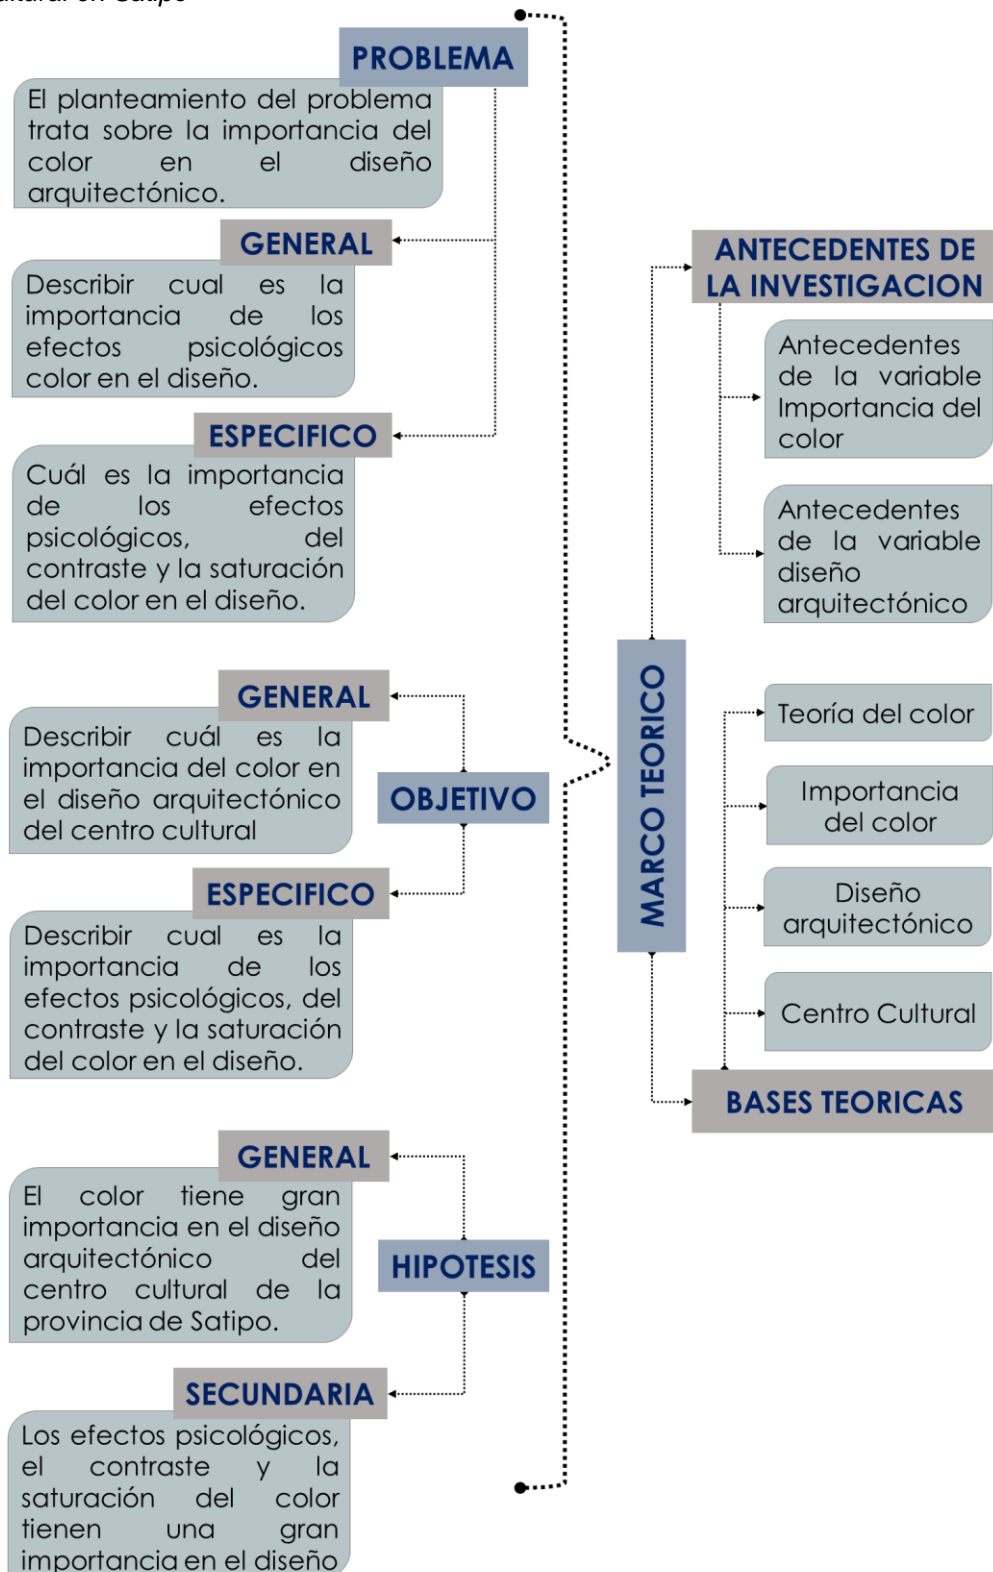 PROBLEMA
El planteamiento del problema
trata sobre la importancia del
color en el diseño
arquitectónico.
GENERAL
Describir cual es la
importancia de los
efectos psicológicos
color en el diseño.
ESPECIFICO
Cuál es la importancia
de los efectos
psicológicos, del
contraste y la saturación
del color en el diseño.
GENERAL
Describir cuál es la
importancia del color en
el diseño arquitectónico
del centro cultural
OBJETIVO
ESPECIFICO
Describir cual es la
importancia de los
efectos psicológicos, del
contraste y la saturación
del color en el diseño.
GENERAL
El color tiene gran
importancia en el diseño
arquitectónico del
centro cultural de la
provincia de Satipo.
HIPOTESIS
SECUNDARIA
Los efectos psicológicos,
el contraste y la
saturación del color
tienen una gran
importancia en el diseño
MARCO TEORICO
ANTECEDENTES DE
LA INVESTIGACION
Antecedentes
de la variable
Importancia del
color
Antecedentes
de la variable
diseño
arquitectónico
Teoría del color
Importancia
del color
Diseño
arquitectónico
Centro Cultural
BASES TEORICAS